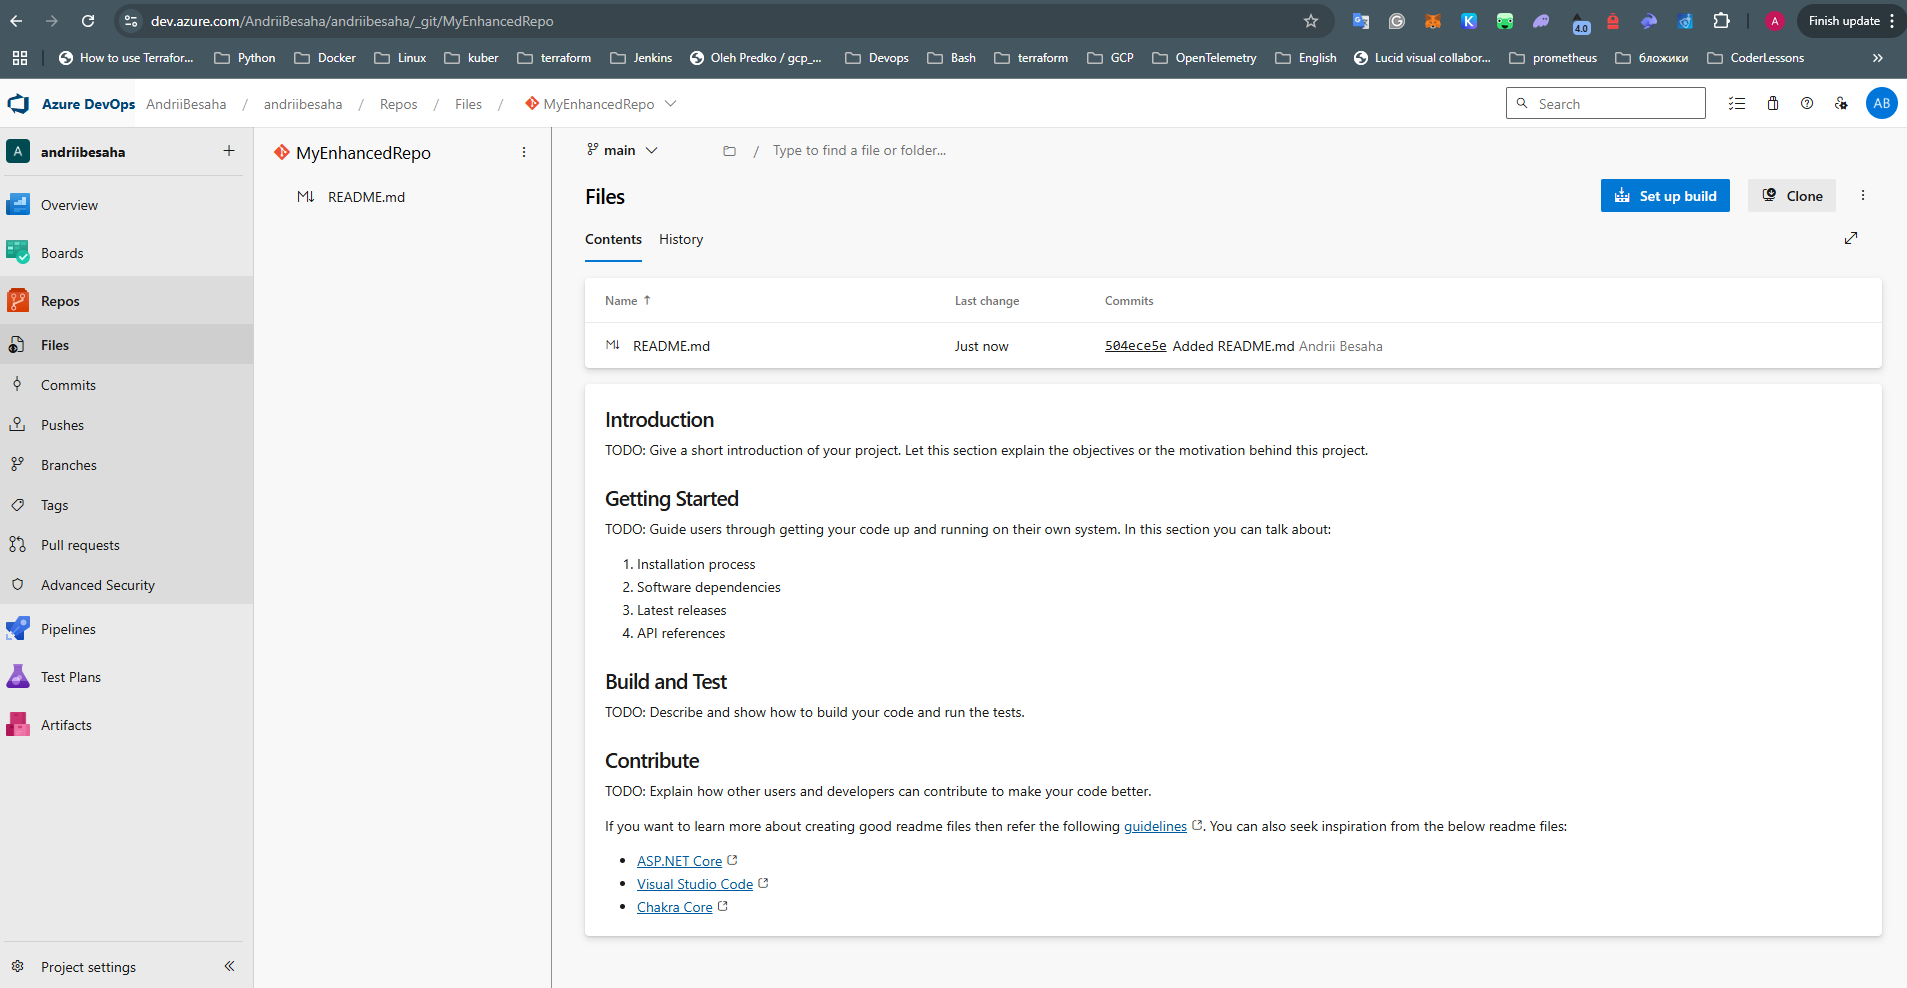 dev.azure.com/AndriiBesaha/andriibesaha/_git/MyEnhancedRepo
4.0
A
Finish update
How to use Terrafor...
Python
Docker
Linux
kuber
terraform
Jenkins
Oleh Predko / gcp_...
Devops
Bash
terraform
GCP
OpenTelemetry
English
Lucid visual collabor...
prometheus
бложики
CoderLessons
»
Azure DevOps
AndriiBesaha / andriibesaha / Repos / Files / MyEnhancedRepo
Search
AB
A
andriibesaha
+
Overview
Boards
Repos
Files
Commits
Pushes
Branches
Tags
Pull requests
Advanced Security
Pipelines
Test Plans
Artifacts
Project settings
MyEnhancedRepo
README.md
main
/ Type to find a file or folder...
Files
Set up build
Clone
Contents
History
Name ↑ Last change Commits
README.md Just now 504ece5e Added README.md Andrii Besaha
Introduction
TODO: Give a short introduction of your project. Let this section explain the objectives or the motivation behind this project.
Getting Started
TODO: Guide users through getting your code up and running on their own system. In this section you can talk about:
1. Installation process
2. Software dependencies
3. Latest releases
4. API references
Build and Test
TODO: Describe and show how to build your code and run the tests.
Contribute
TODO: Explain how other users and developers can contribute to make your code better.
If you want to learn more about creating good readme files then refer the following guidelines. You can also seek inspiration from the below readme files:
• ASP.NET Core
• Visual Studio Code
• Chakra Core